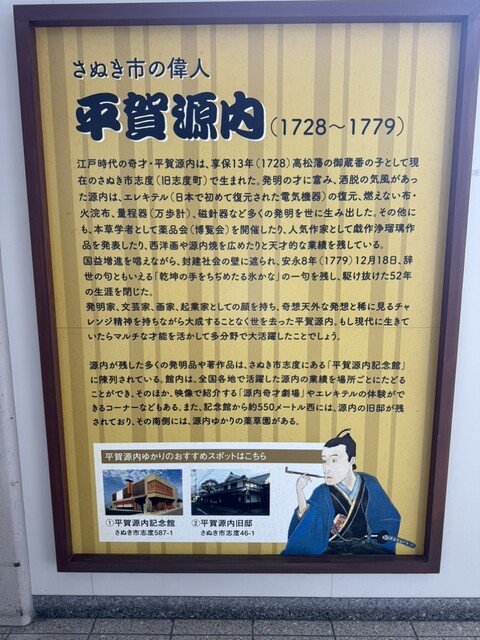 さぬき市の偉人
平賀源内(1728〜1779)
江戸時代の奇才・平賀源内は、享保13年(1728)高松藩の御蔵番の子として現
在のさぬき市志度(旧志度町)で生まれた。発明の才に富み、洒脱の気風があっ
た源内は、エレキテル(日本で初めて復元された電気機器)の復元、燃えない布・
火浣布、量程器(万歩計)、磁針器など多くの発明を世に生み出した。その他に
も、本草学者として薬品会(博覧会)を開催したり、人気作家として戯作浄瑠璃作
品を発表したり、西洋画や源内焼を広めたりと天才的な業績を残している。
国益増進を唱えながら、封建社会の壁に遮られ、安永8年(1779)12月18日、辞
世の句ともいえる「乾坤の手をちぢめたる氷かな」の一句を残し、駆け抜けた52年
の生涯を閉じた。
発明家、文芸家、画家、起業家としての顔を持ち、奇想天外な発想と稀に見るチャ
レンジ精神を持ちながら大成することなく世を去った平賀源内。もし現代に生きて
いたらマルチな才能を活かして多分野で大活躍したことでしょう。
源内が残した多くの発明品や著作品は、さぬき市志度にある「平賀源内記念館」
に陳列されている。館内は、全国各地で活躍した源内の業績を場所ごとにたどる
ことができ、そのほか、映像で紹介する「源内奇才劇場」やエレキテルの体験がで
きるコーナーなどもある。また、記念館から約550メートル西には、源内の旧邸が残
されており、その南側には、源内ゆかりの薬草園がある。
平賀源内ゆかりのおすすめスポットはこちら
①平賀源内記念館
さぬき市志度587-1
②平賀源内旧邸
さぬき市志度46-1